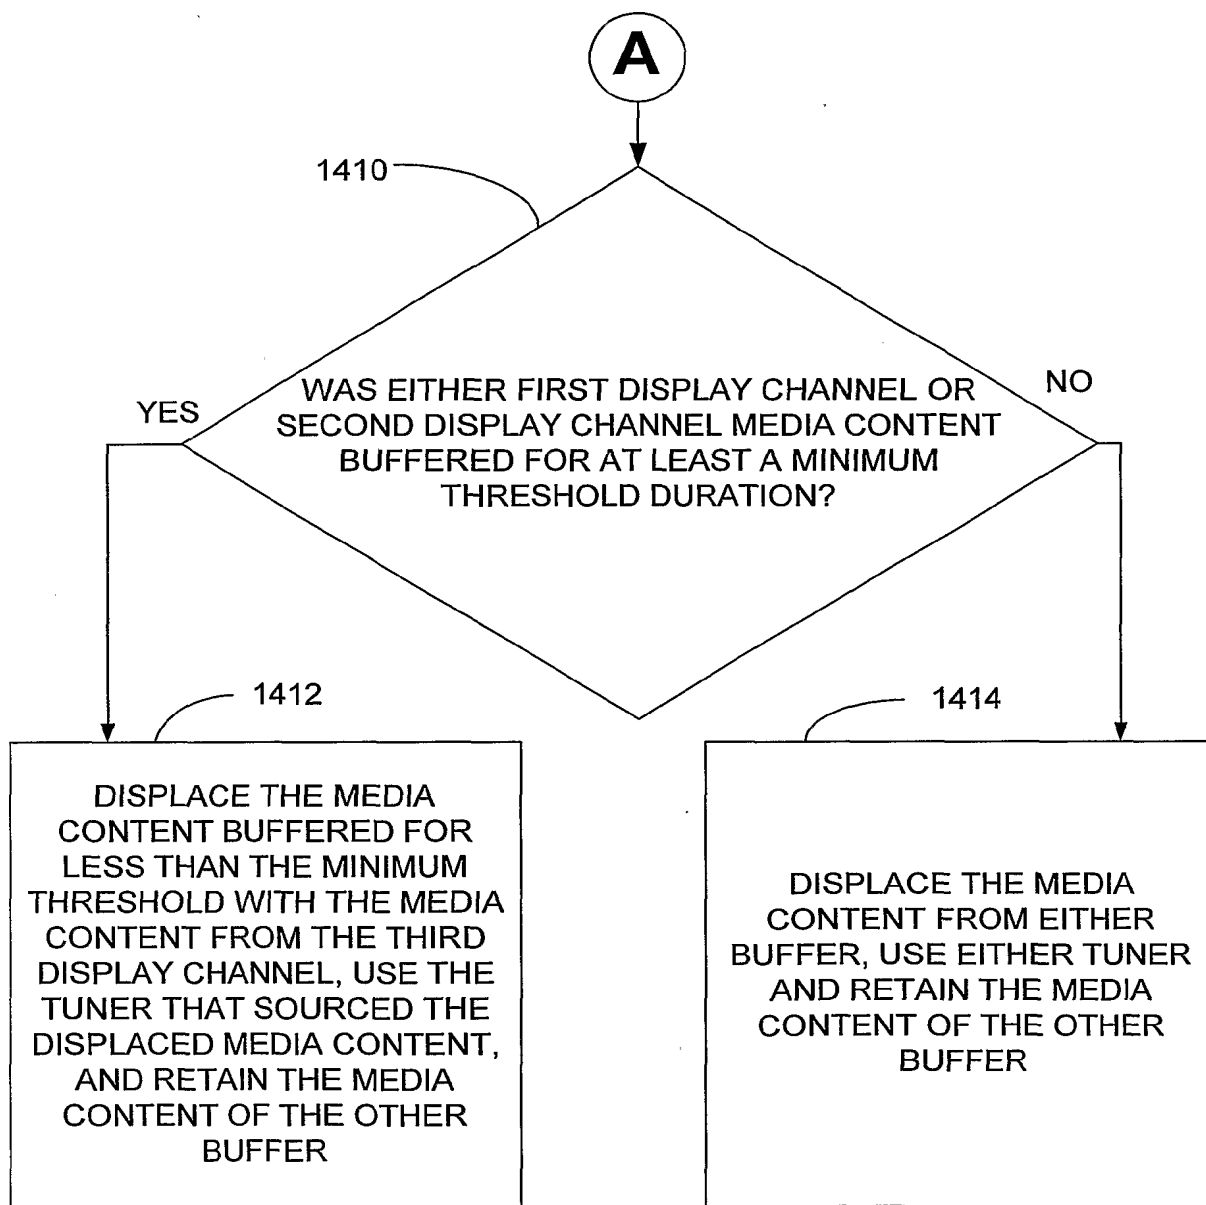 A
1410
WAS EITHER FIRST DISPLAY CHANNEL OR
SECOND DISPLAY CHANNEL MEDIA CONTENT
BUFFERED FOR AT LEAST A MINIMUM
THRESHOLD DURATION?
YES
NO
1412
DISPLACE THE MEDIA
CONTENT BUFFERED FOR
LESS THAN THE MINIMUM
THRESHOLD WITH THE MEDIA
CONTENT FROM THE THIRD
DISPLAY CHANNEL, USE THE
TUNER THAT SOURCED THE
DISPLACED MEDIA CONTENT,
AND RETAIN THE MEDIA
CONTENT OF THE OTHER
BUFFER
1414
DISPLACE THE MEDIA
CONTENT FROM EITHER
BUFFER, USE EITHER TUNER
AND RETAIN THE MEDIA
CONTENT OF THE OTHER
BUFFER